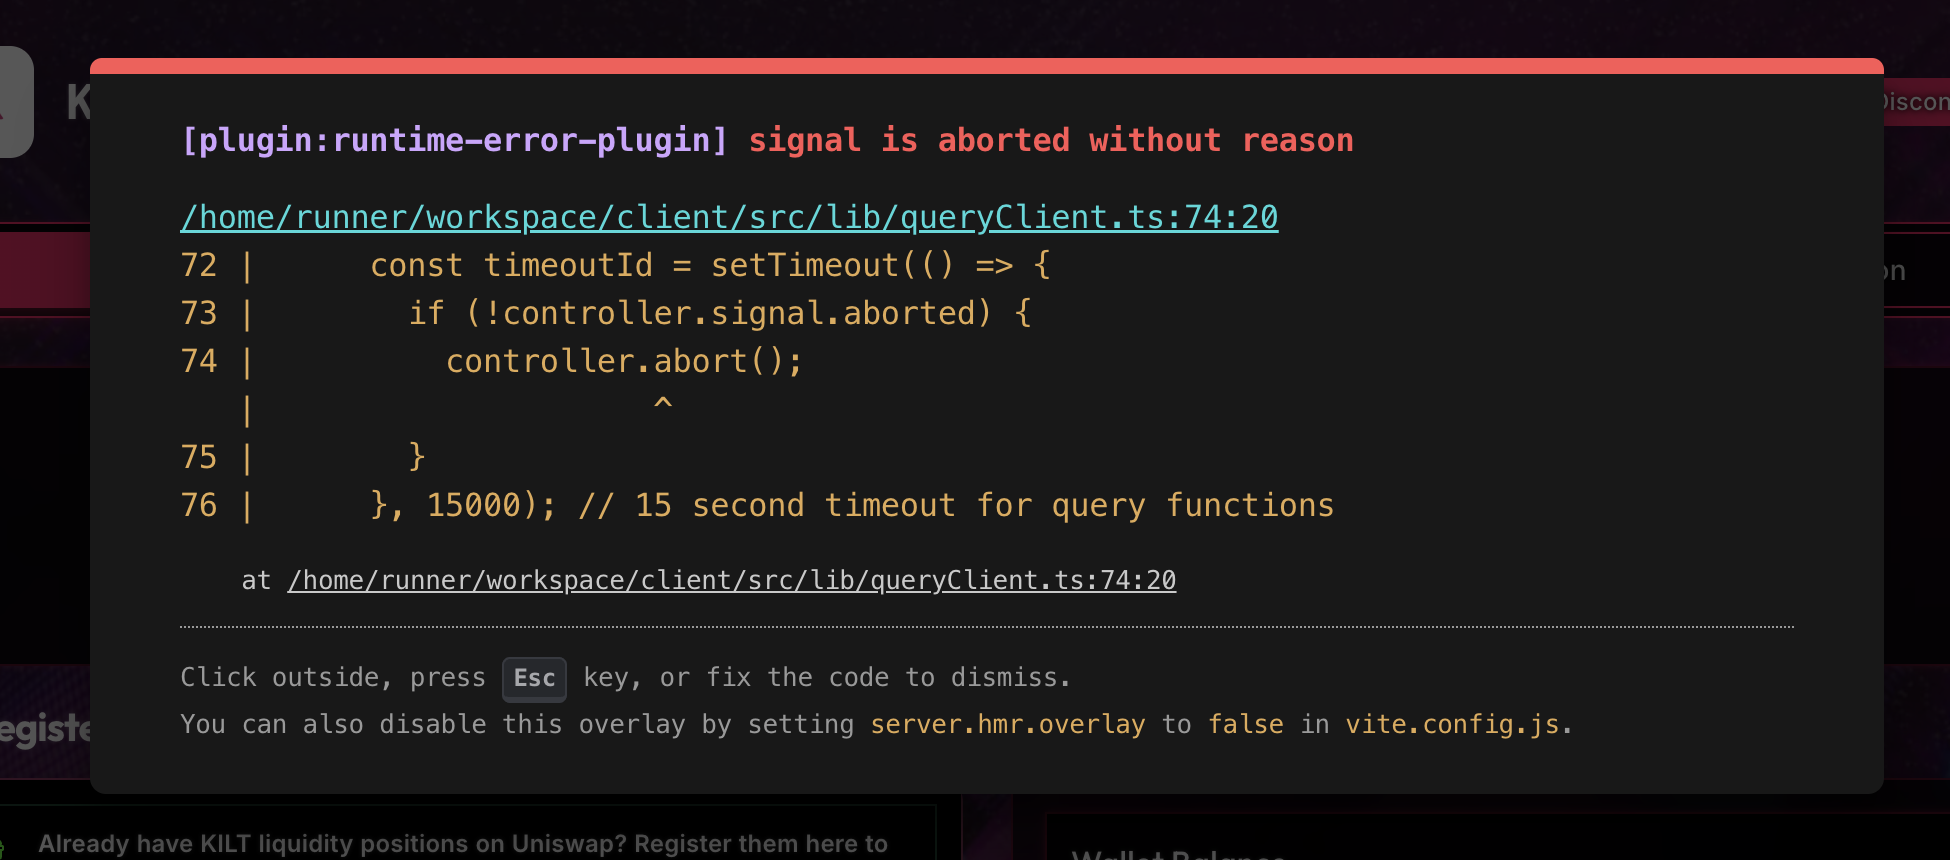 K
Discon
[plugin:runtime-error-plugin] signal is aborted without reason
/home/runner/workspace/client/src/lib/queryClient.ts:74:20
72 |      const timeoutId = setTimeout(() => {
73 |        if (!controller.signal.aborted) {
on
74 |          controller.abort();
   |                     ^
75 |        }
76 |      }, 15000); // 15 second timeout for query functions
at /home/runner/workspace/client/src/lib/queryClient.ts:74:20
Click outside, press Esc key, or fix the code to dismiss.
You can also disable this overlay by setting server.hmr.overlay to false in vite.config.js.
egiste
Already have KILT liquidity positions on Uniswap? Register them here to
Wallet Balance